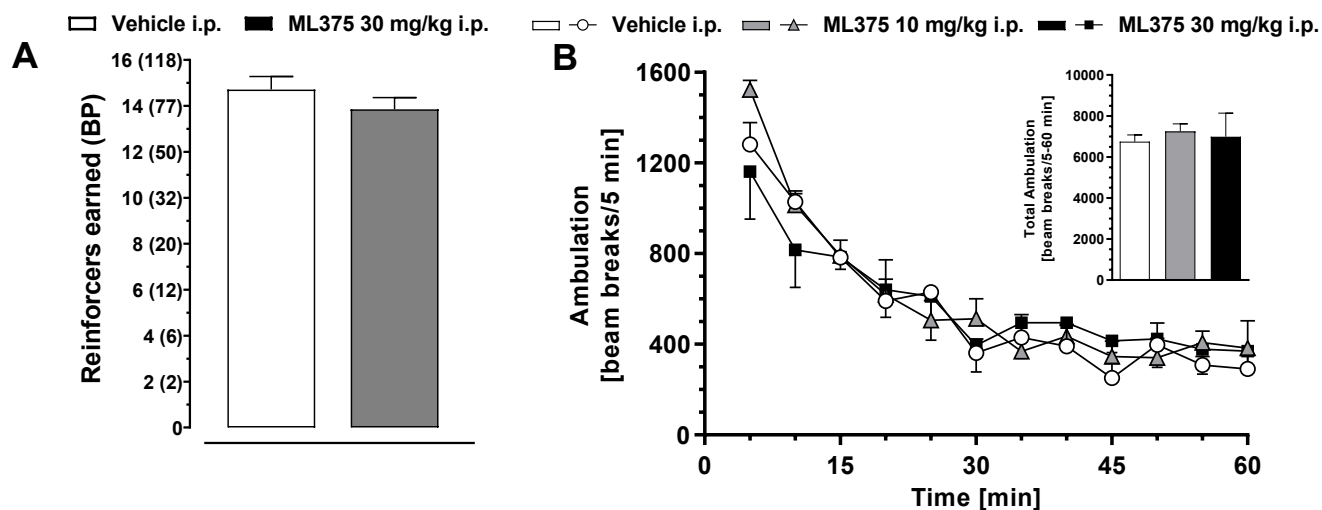 Vehicle i.p. ML375 30 mg/kg i.p.
Vehicle i.p. ML375 10 mg/kg i.p. ML375 30 mg/kg i.p.
A
Reinforcers earned (BP)
16 (118)
14 (77)
12 (50)
10 (32)
8 (20)
6 (12)
4 (6)
2 (2)
0
B
Ambulation
[beam breaks/5 min]
1600
1200
800
400
0
0 15 30 45 60
Time [min]
Total Ambulation
[beam breaks/5-60 min]
10000
8000
6000
4000
2000
0